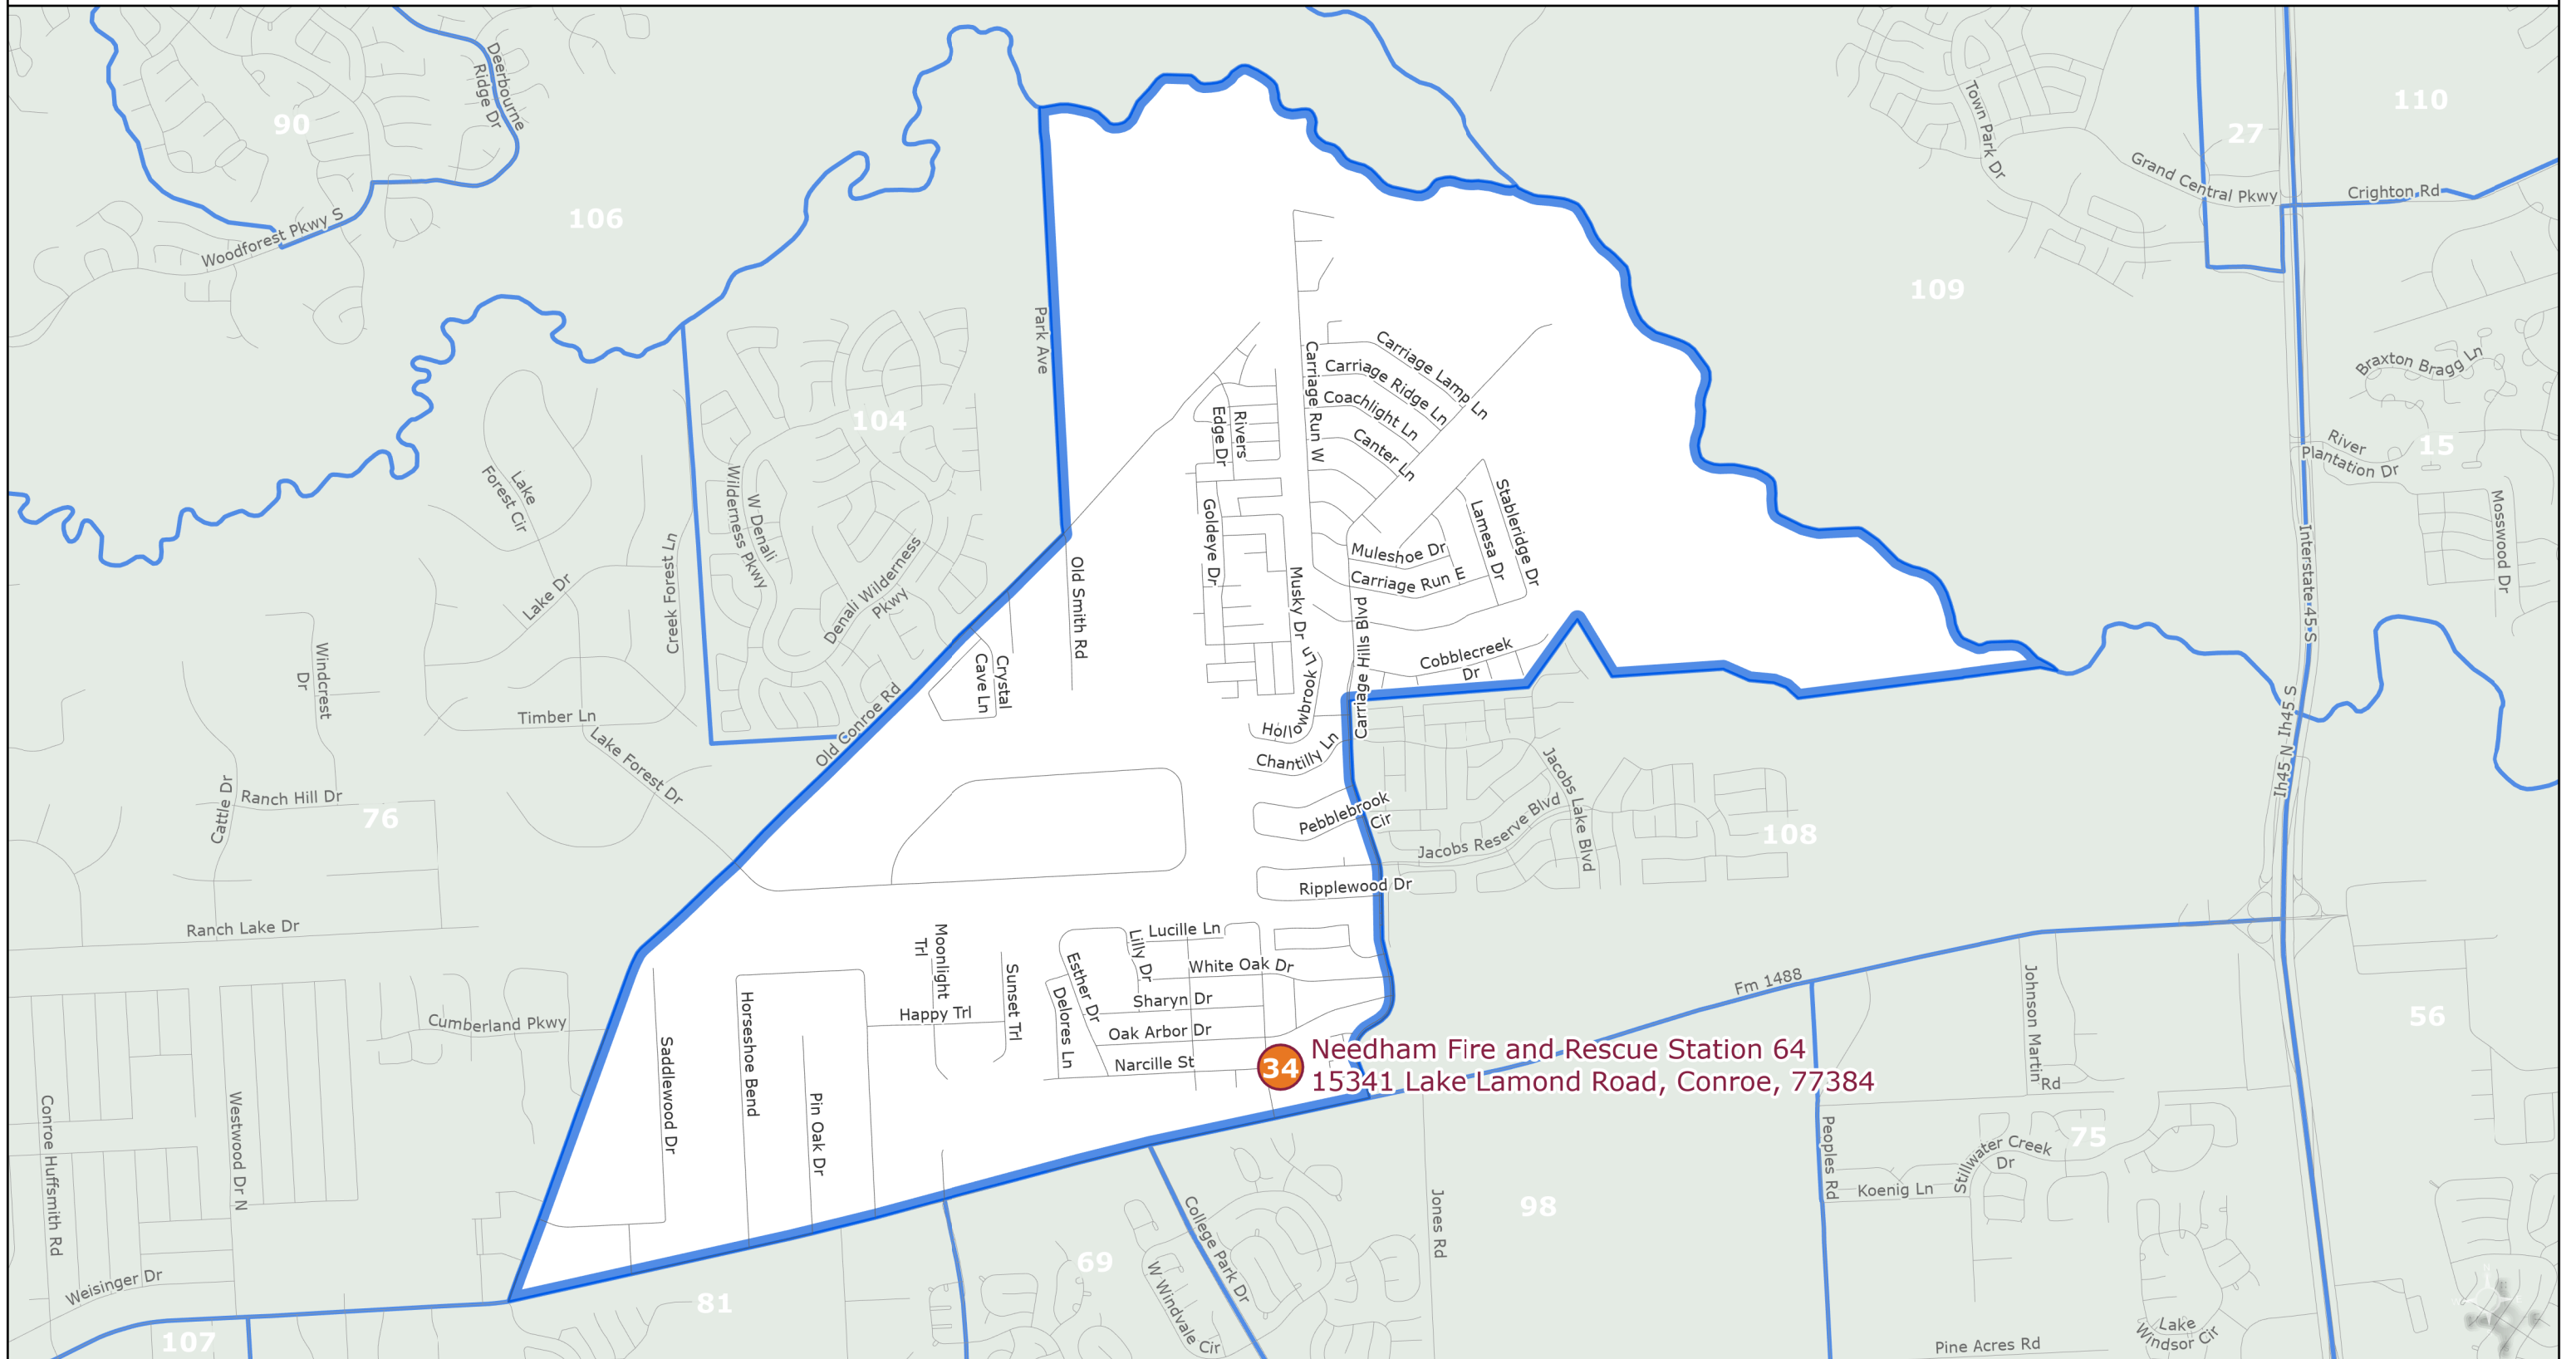 Deerbourne
Ridge Dr
90
Woodforest Pkwy S
106
Town Park Dr
Grand Central Pkwy
27
110
Crighton Rd
109
Park Ave
104
Carriage Lamp Ln
Carriage Ridge Ln
Coachlight Ln
Canter Ln
Carriage Run W
Rivers
Edge Dr
Braxton Bragg Ln
River
Plantation Dr
15
Mosswood Dr
Lake
Forest Cir
Wilderness Pkwy
W Denali
Denali Wilderness
Pkwy
Goldeye Dr
Musky Dr
Muleshoe Dr
Carriage Run E
Lamesa Dr
Stableridge Dr
Interstate 45 S
Lake Dr
Creek Forest Ln
Old Smith Rd
Crystal
Cave Ln
Carriage Hills Blvd
Cobblecreek
Dr
Windcrest
Dr
Timber Ln
Old Conroe Rd
Hollowbrook Ln
Chantilly Ln
Ih45 N Ih45 S
Lake Forest Dr
Ranch Hill Dr
Cattle Dr
76
Pebblebrook
Cir
Jacobs Reserve Blvd
Jacobs Lake Blvd
108
Ripplewood Dr
Ranch Lake Dr
Moonlight
Trl
Sunset Trl
Happy Trl
Lucille Ln
Lilly Dr
White Oak Dr
Esther Dr
Delores Ln
Sharyn Dr
Oak Arbor Dr
Narcille St
Fm 1488
Johnson Martin
Rd
56
Cumberland Pkwy
Saddlewood Dr
Horseshoe Bend
Pin Oak Dr
34
Needham Fire and Rescue Station 64
15341 Lake Lamond Road, Conroe, 77384
Conroe Huffsmith Rd
Westwood Dr N
Peoples Rd
75
Stillwater Creek
Dr
Koenig Ln
98
Jones Rd
College Park Dr
69
W Windvale Cir
Weisinger Dr
81
107
Lake
Windsor Cir
Pine Acres Rd